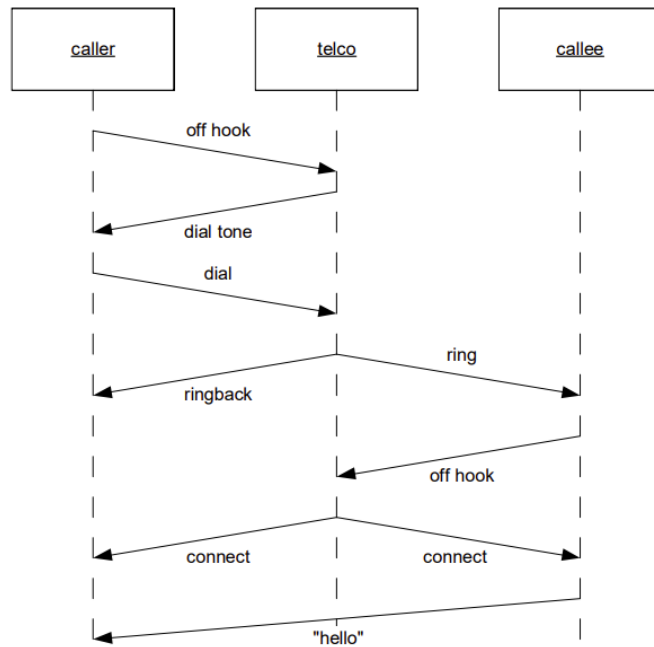 caller
telco
callee
off hook
dial tone
dial
ring
ringback
off hook
connect
connect
"hello"